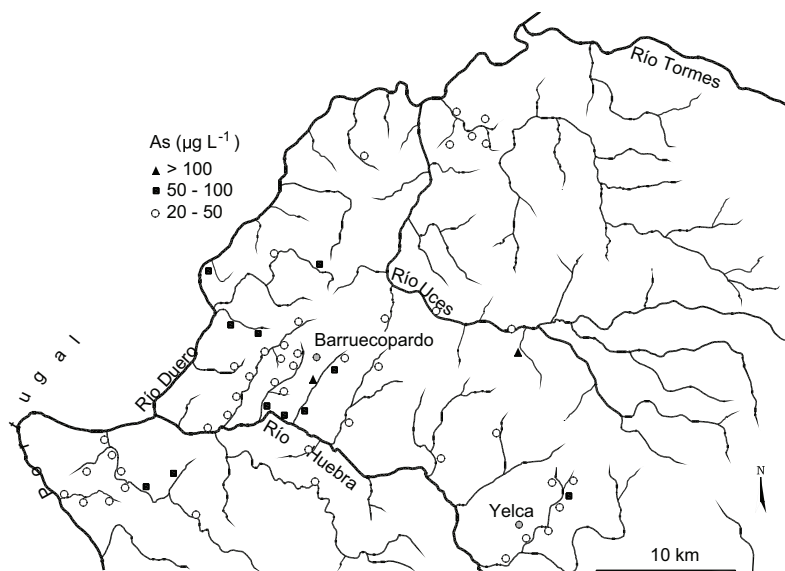 Río Tormes
As (µg L⁻¹)
> 100
50 - 100
20 - 50
Río Uces
Barruecopardo
Río Duero
Portugal
Río Huebra
N
Yelca
10 km